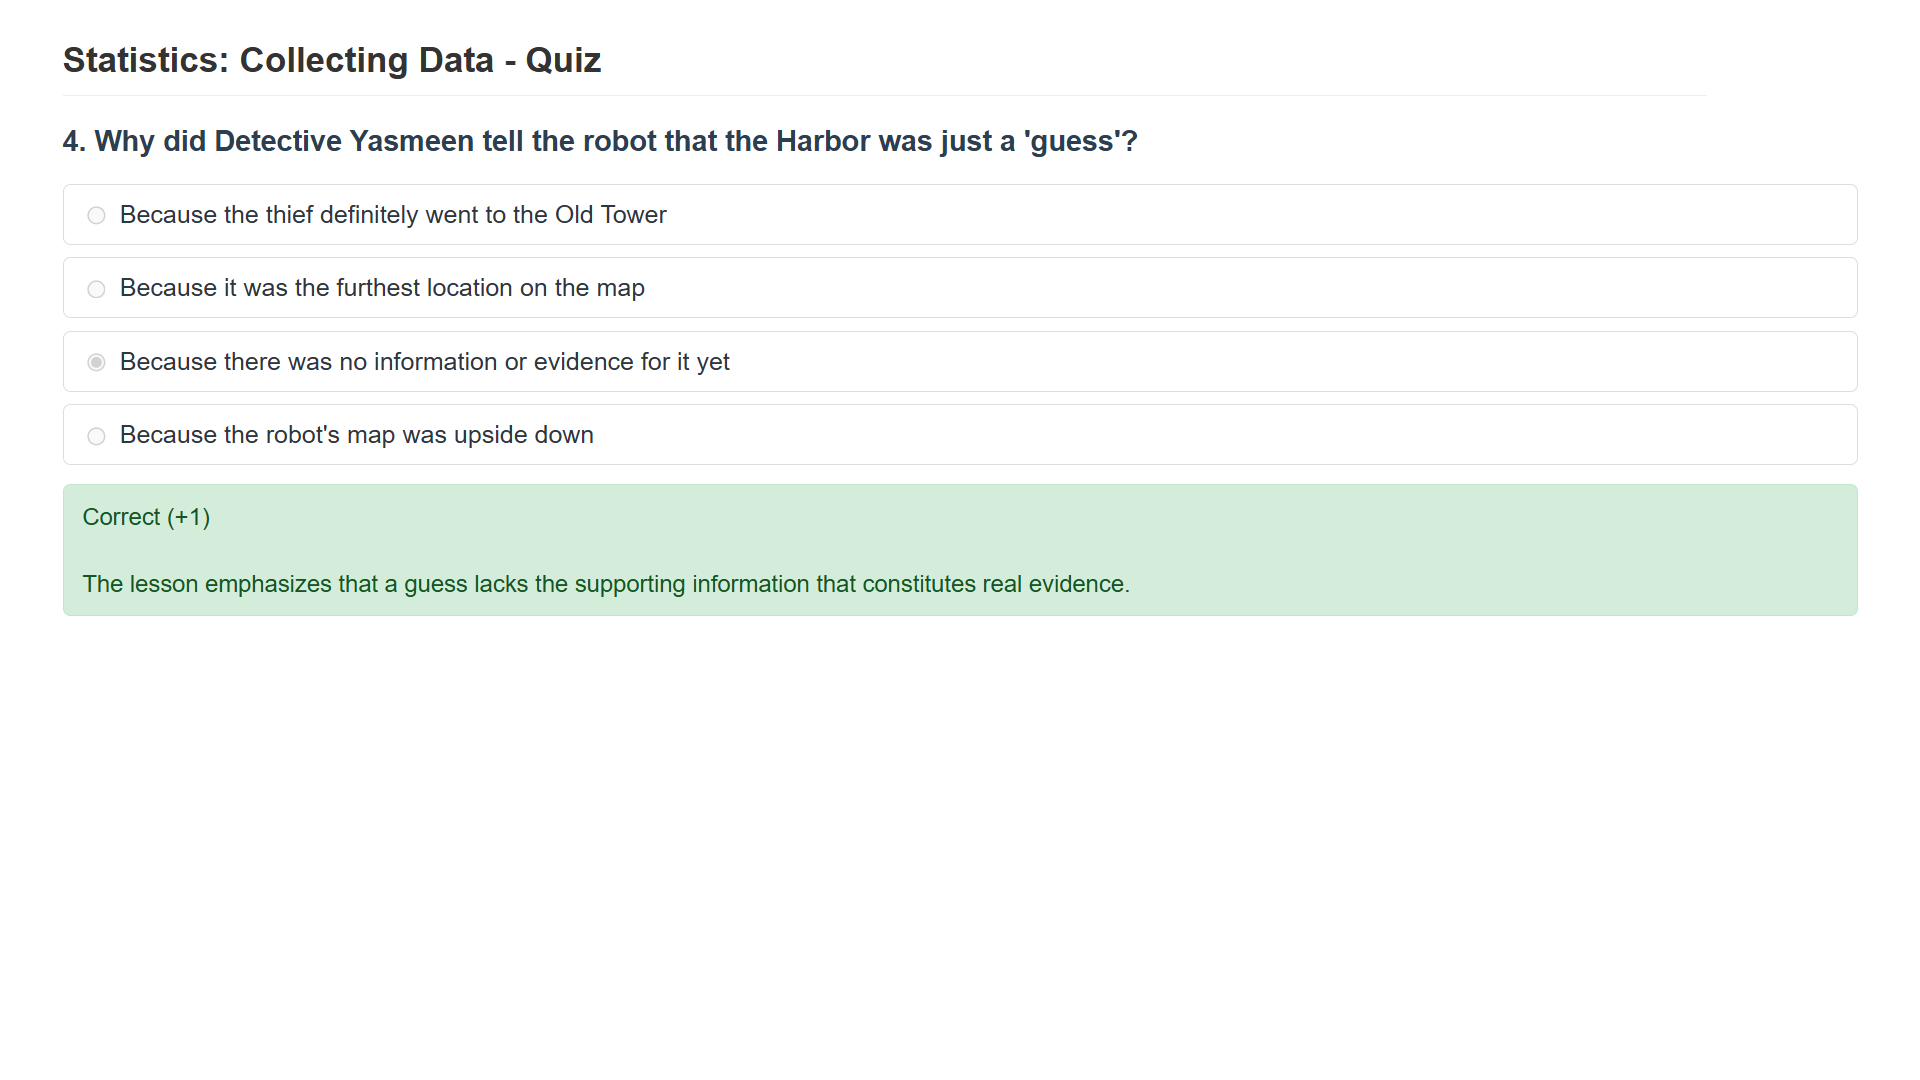 Statistics: Collecting Data - Quiz
4. Why did Detective Yasmeen tell the robot that the Harbor was just a 'guess'?
Because the thief definitely went to the Old Tower
Because it was the furthest location on the map
Because there was no information or evidence for it yet
Because the robot's map was upside down
Correct (+1)
The lesson emphasizes that a guess lacks the supporting information that constitutes real evidence.